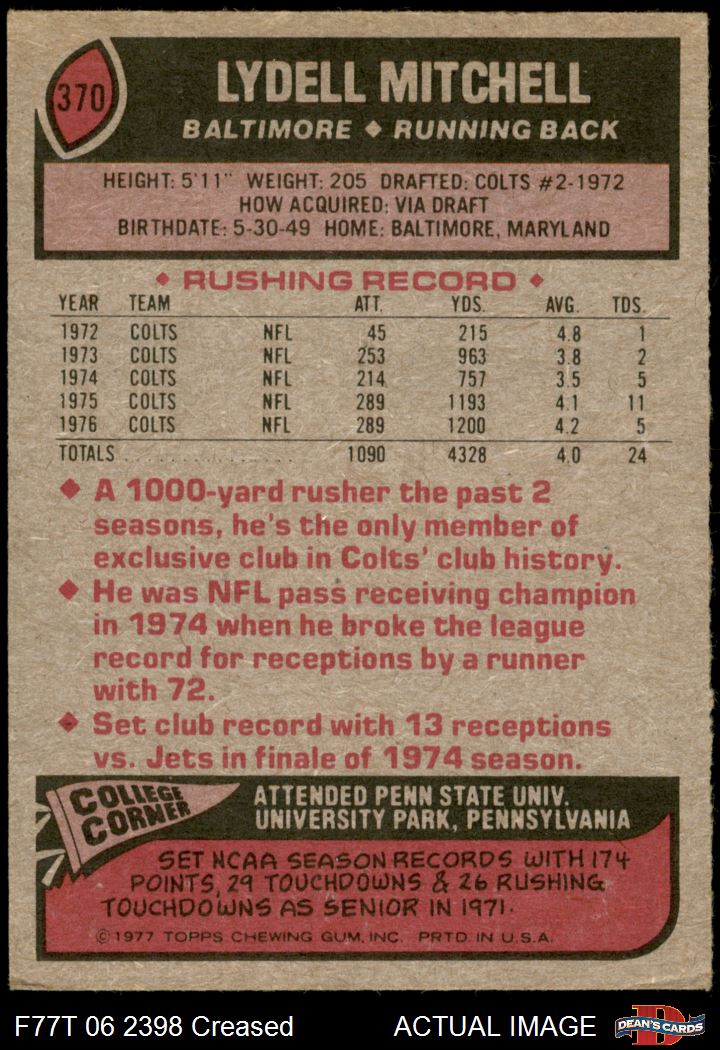 370
LYDELL MITCHELL
BALTIMORE ♦ RUNNING BACK
HEIGHT: 5'11" WEIGHT: 205 DRAFTED: COLTS #2-1972
HOW ACQUIRED: VIA DRAFT
BIRTHDATE: 5-30-49 HOME: BALTIMORE, MARYLAND
♦ RUSHING RECORD ♦
YEAR TEAM ATT. YDS. AVG. TDS.
1972 COLTS NFL 45 215 4.8 1
1973 COLTS NFL 253 963 3.8 2
1974 COLTS NFL 214 757 3.5 5
1975 COLTS NFL 289 1193 4.1 11
1976 COLTS NFL 289 1200 4.2 5
TOTALS . . . . . . . . . . . . . . . . . 1090 4328 4.0 24
♦ A 1000-yard rusher the past 2
seasons, he's the only member of
exclusive club in Colts' club history.
♦ He was NFL pass receiving champion
in 1974 when he broke the league
record for receptions by a runner
with 72.
♦ Set club record with 13 receptions
vs. Jets in finale of 1974 season.
COLLEGE
CORNER
ATTENDED PENN STATE UNIV.
UNIVERSITY PARK, PENNSYLVANIA
SET NCAA SEASON RECORDS WITH 174
POINTS, 29 TOUCHDOWNS & 26 RUSHING
TOUCHDOWNS AS SENIOR IN 1971.
©1977 TOPPS CHEWING GUM, INC. PRTD. IN U.S.A.
F77T 06 2398 Creased ACTUAL IMAGE
D
DEAN'S CARDS